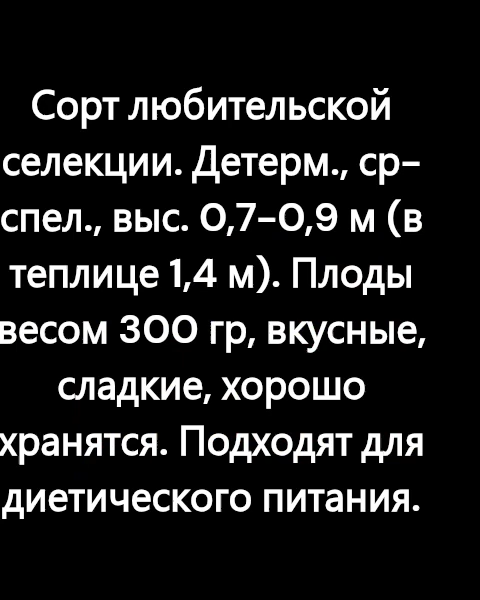 Сорт любительской
селекции. Детерм., ср-
спел., выс. 0,7-0,9 м (в
теплице 1,4 м). Плоды
весом 300 гр, вкусные,
сладкие, хорошо
хранятся. Подходят для
диетического питания.